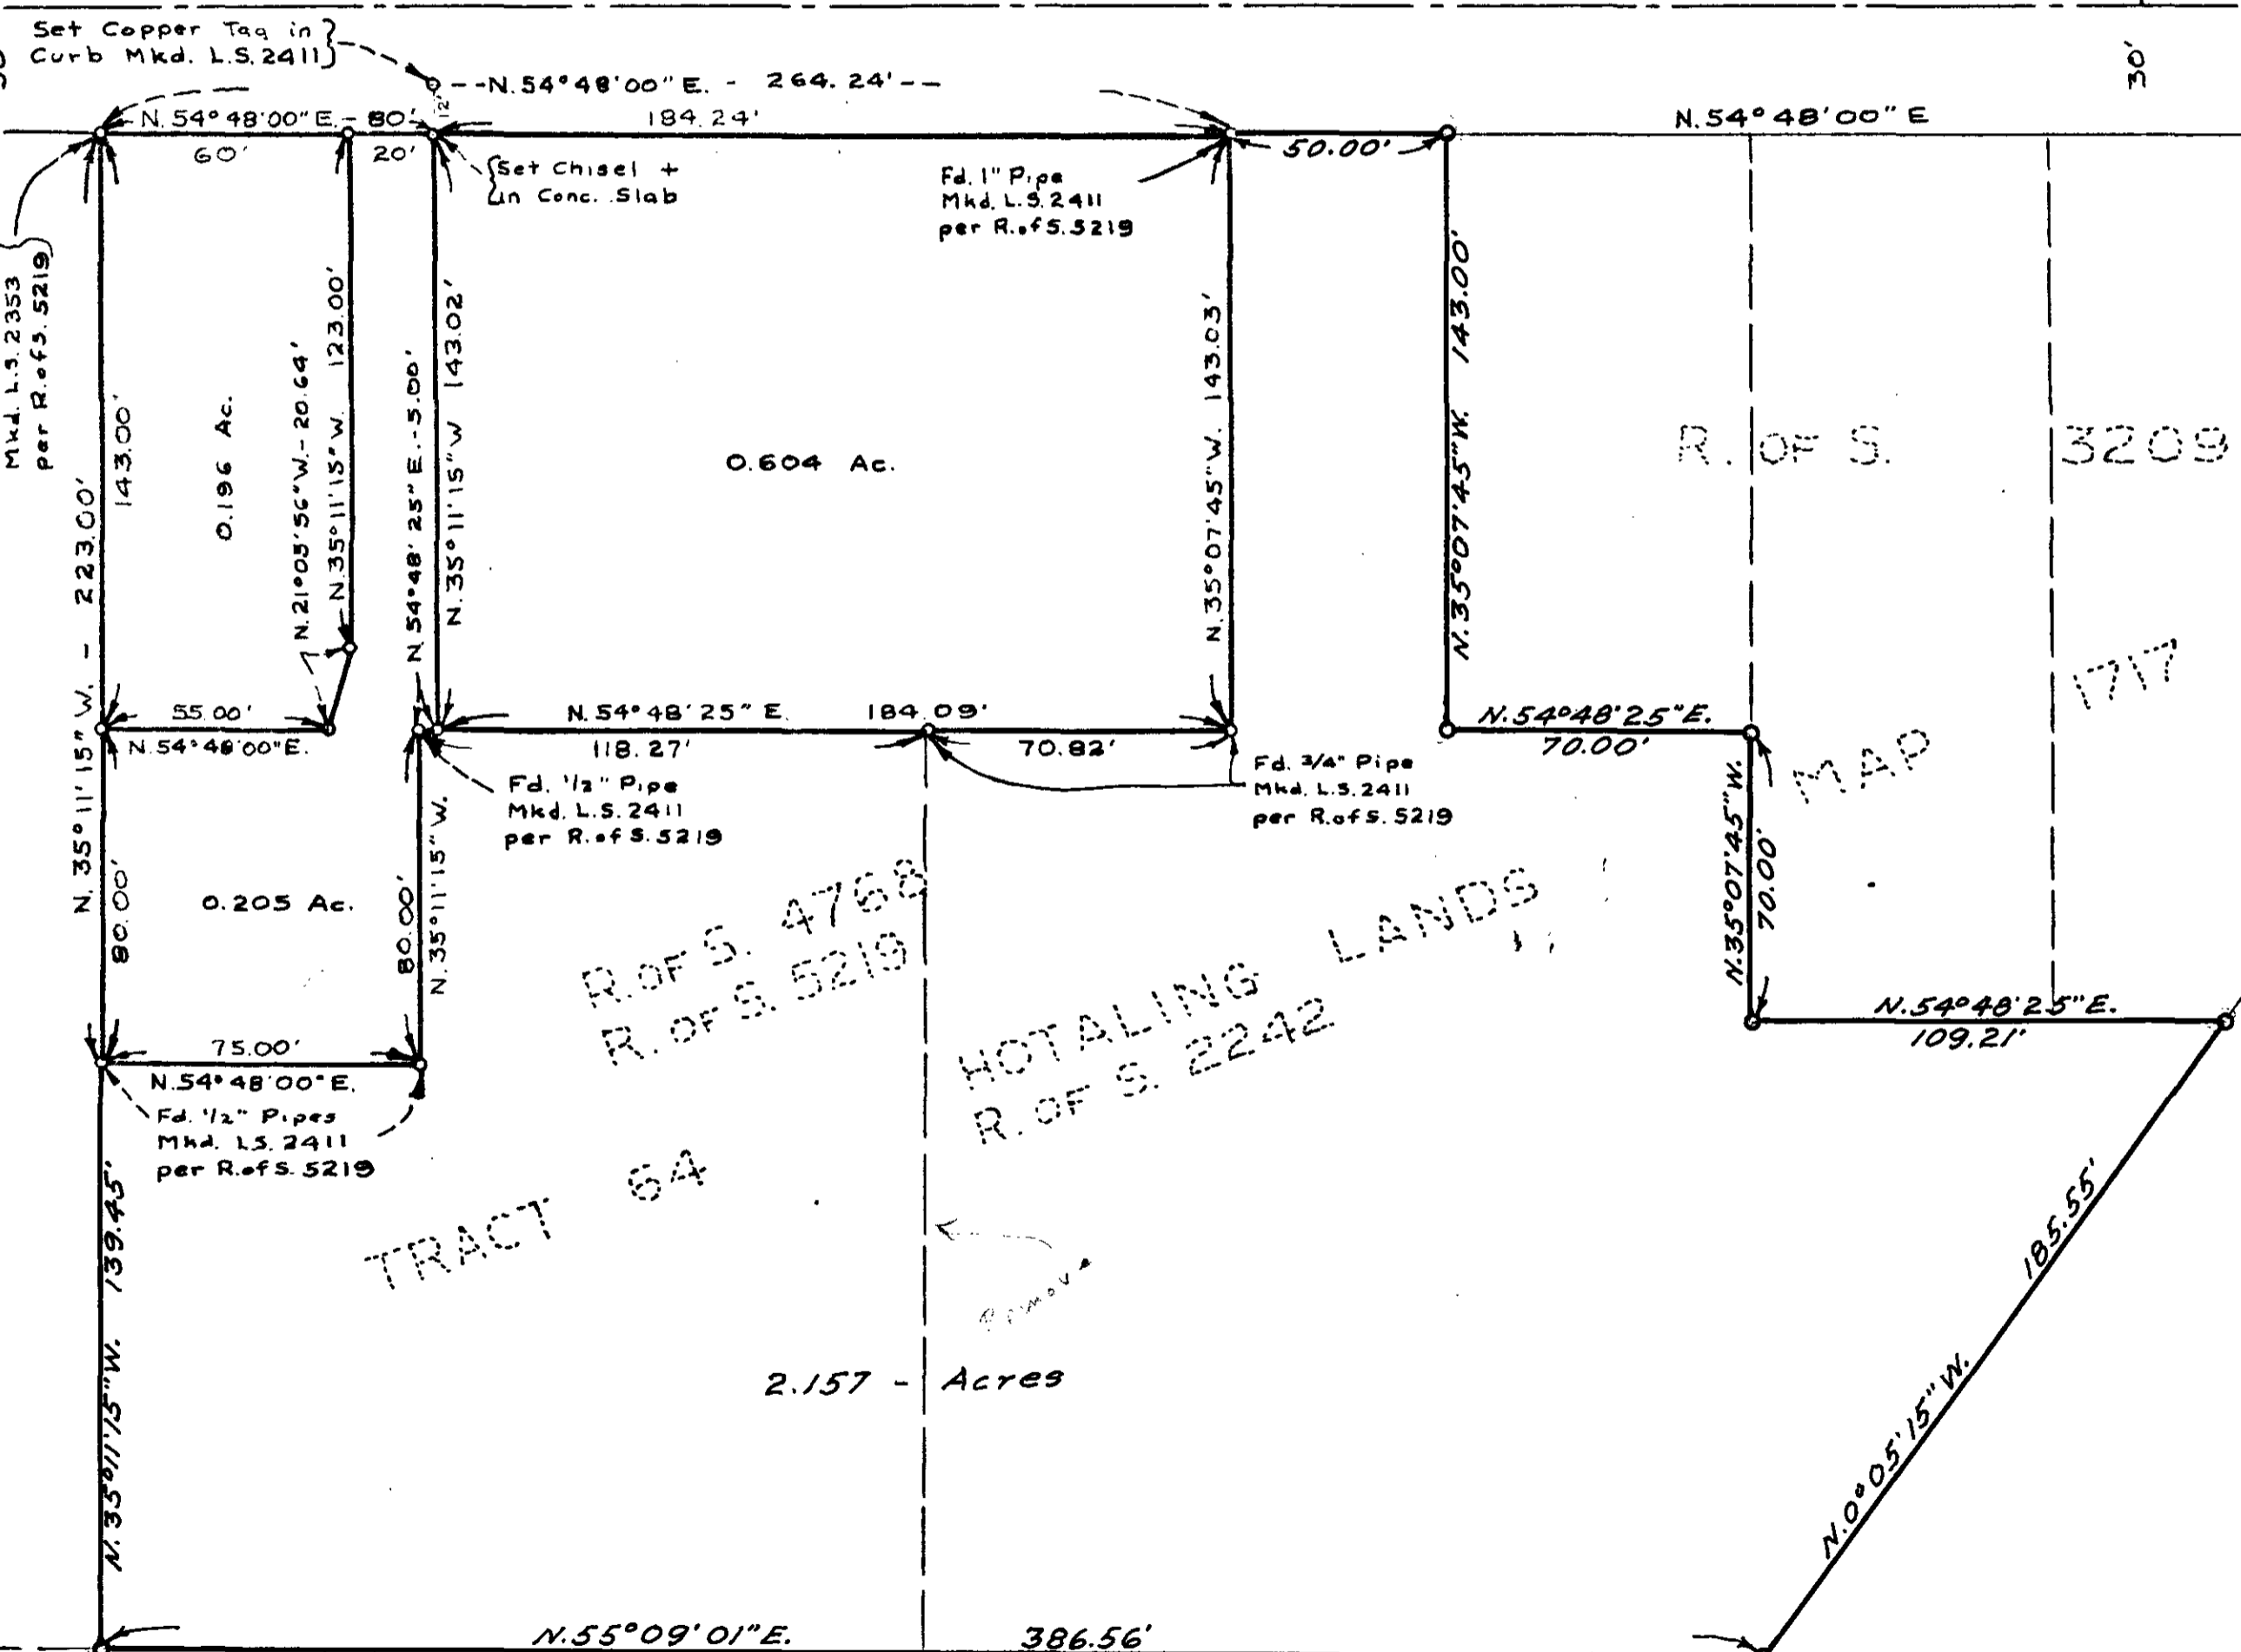 Set Copper Tag in
Curb Mkd. L.S. 2411
N. 54°48'00" E. - 264.24'
30'
N. 54°48'00" E. - 80'
2'
184.24'
N. 54°48'00" E
60'
20'
50.00'
Set Chisel +
in Conc. Slab
Fd. 1" Pipe
Mkd. L.S. 2411
per R. of S. 5219
Mkd. L.S. 2353
per R. of S. 5219
N. 35°11'15" W. - 223.00'
143.00'
0.196 Ac.
N. 21°05'56" W. - 20.64'
N. 35°11'15" W. 123.00'
N. 54°48'25" E. - 5.00'
N. 35°11'15" W 143.02'
0.604 Ac.
N. 35°07'45" W. 143.03'
N. 35°07'45" W. 143.00'
R. OF S. 3209
MAP 1717
55.00'
N. 54°48'00" E.
N. 54°48'25" E. 184.09'
118.27'
70.82'
N. 54°48'25" E.
70.00'
Fd. 1/2" Pipe
Mkd. L.S. 2411
per R. of S. 5219
Fd. 3/4" Pipe
Mkd. L.S. 2411
per R. of S. 5219
80.00'
0.205 Ac.
80.00'
N. 35°11'15" W.
N. 35°07'45" W.
70.00'
R. OF S. 4768
R. OF S. 5219
HOTALING LANDS
R. OF S. 2242
N. 54°48'25" E.
109.21'
75.00'
N. 54°48'00" E.
Fd. 1/2" Pipes
Mkd. L.S. 2411
per R. of S. 5219
TRACT 64
N. 35°11'15" W. 139.45'
Remove
2.157 - Acres
N. 0°05'15" W. 185.55'
N. 55°09'01" E. 386.56'